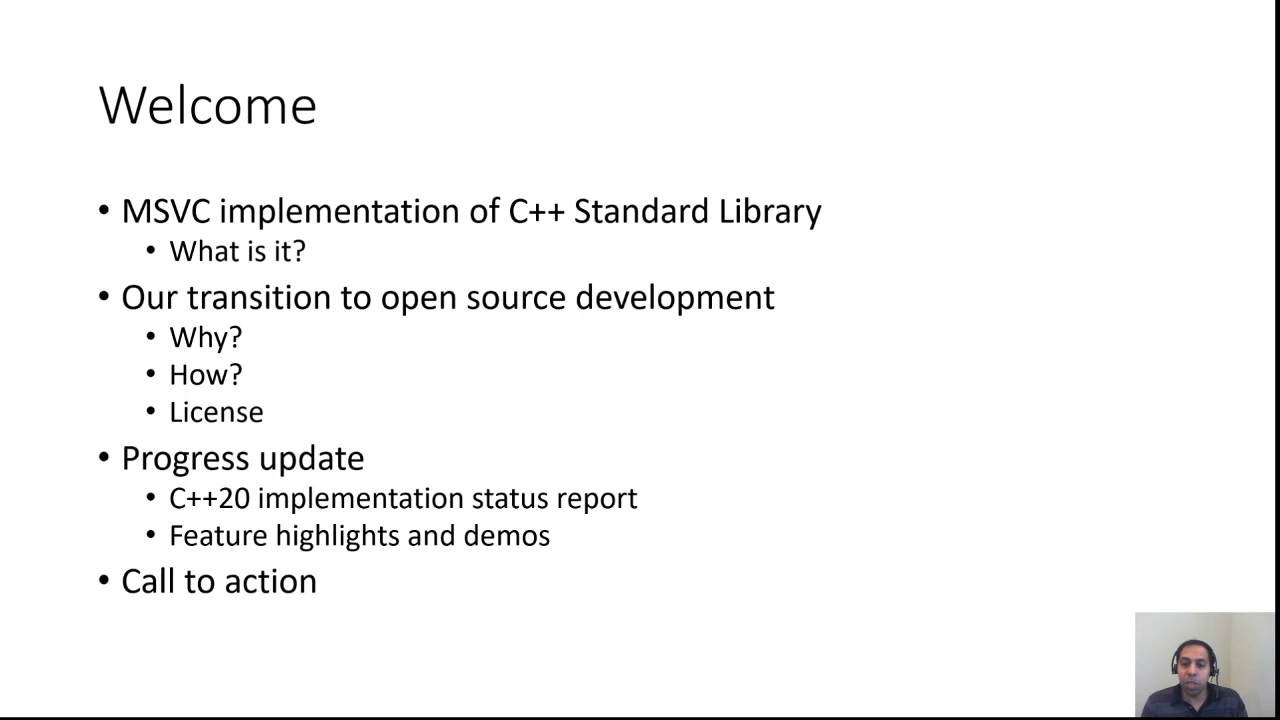 Welcome
• MSVC implementation of C++ Standard Library
• What is it?
• Our transition to open source development
• Why?
• How?
• License
• Progress update
• C++20 implementation status report
• Feature highlights and demos
• Call to action